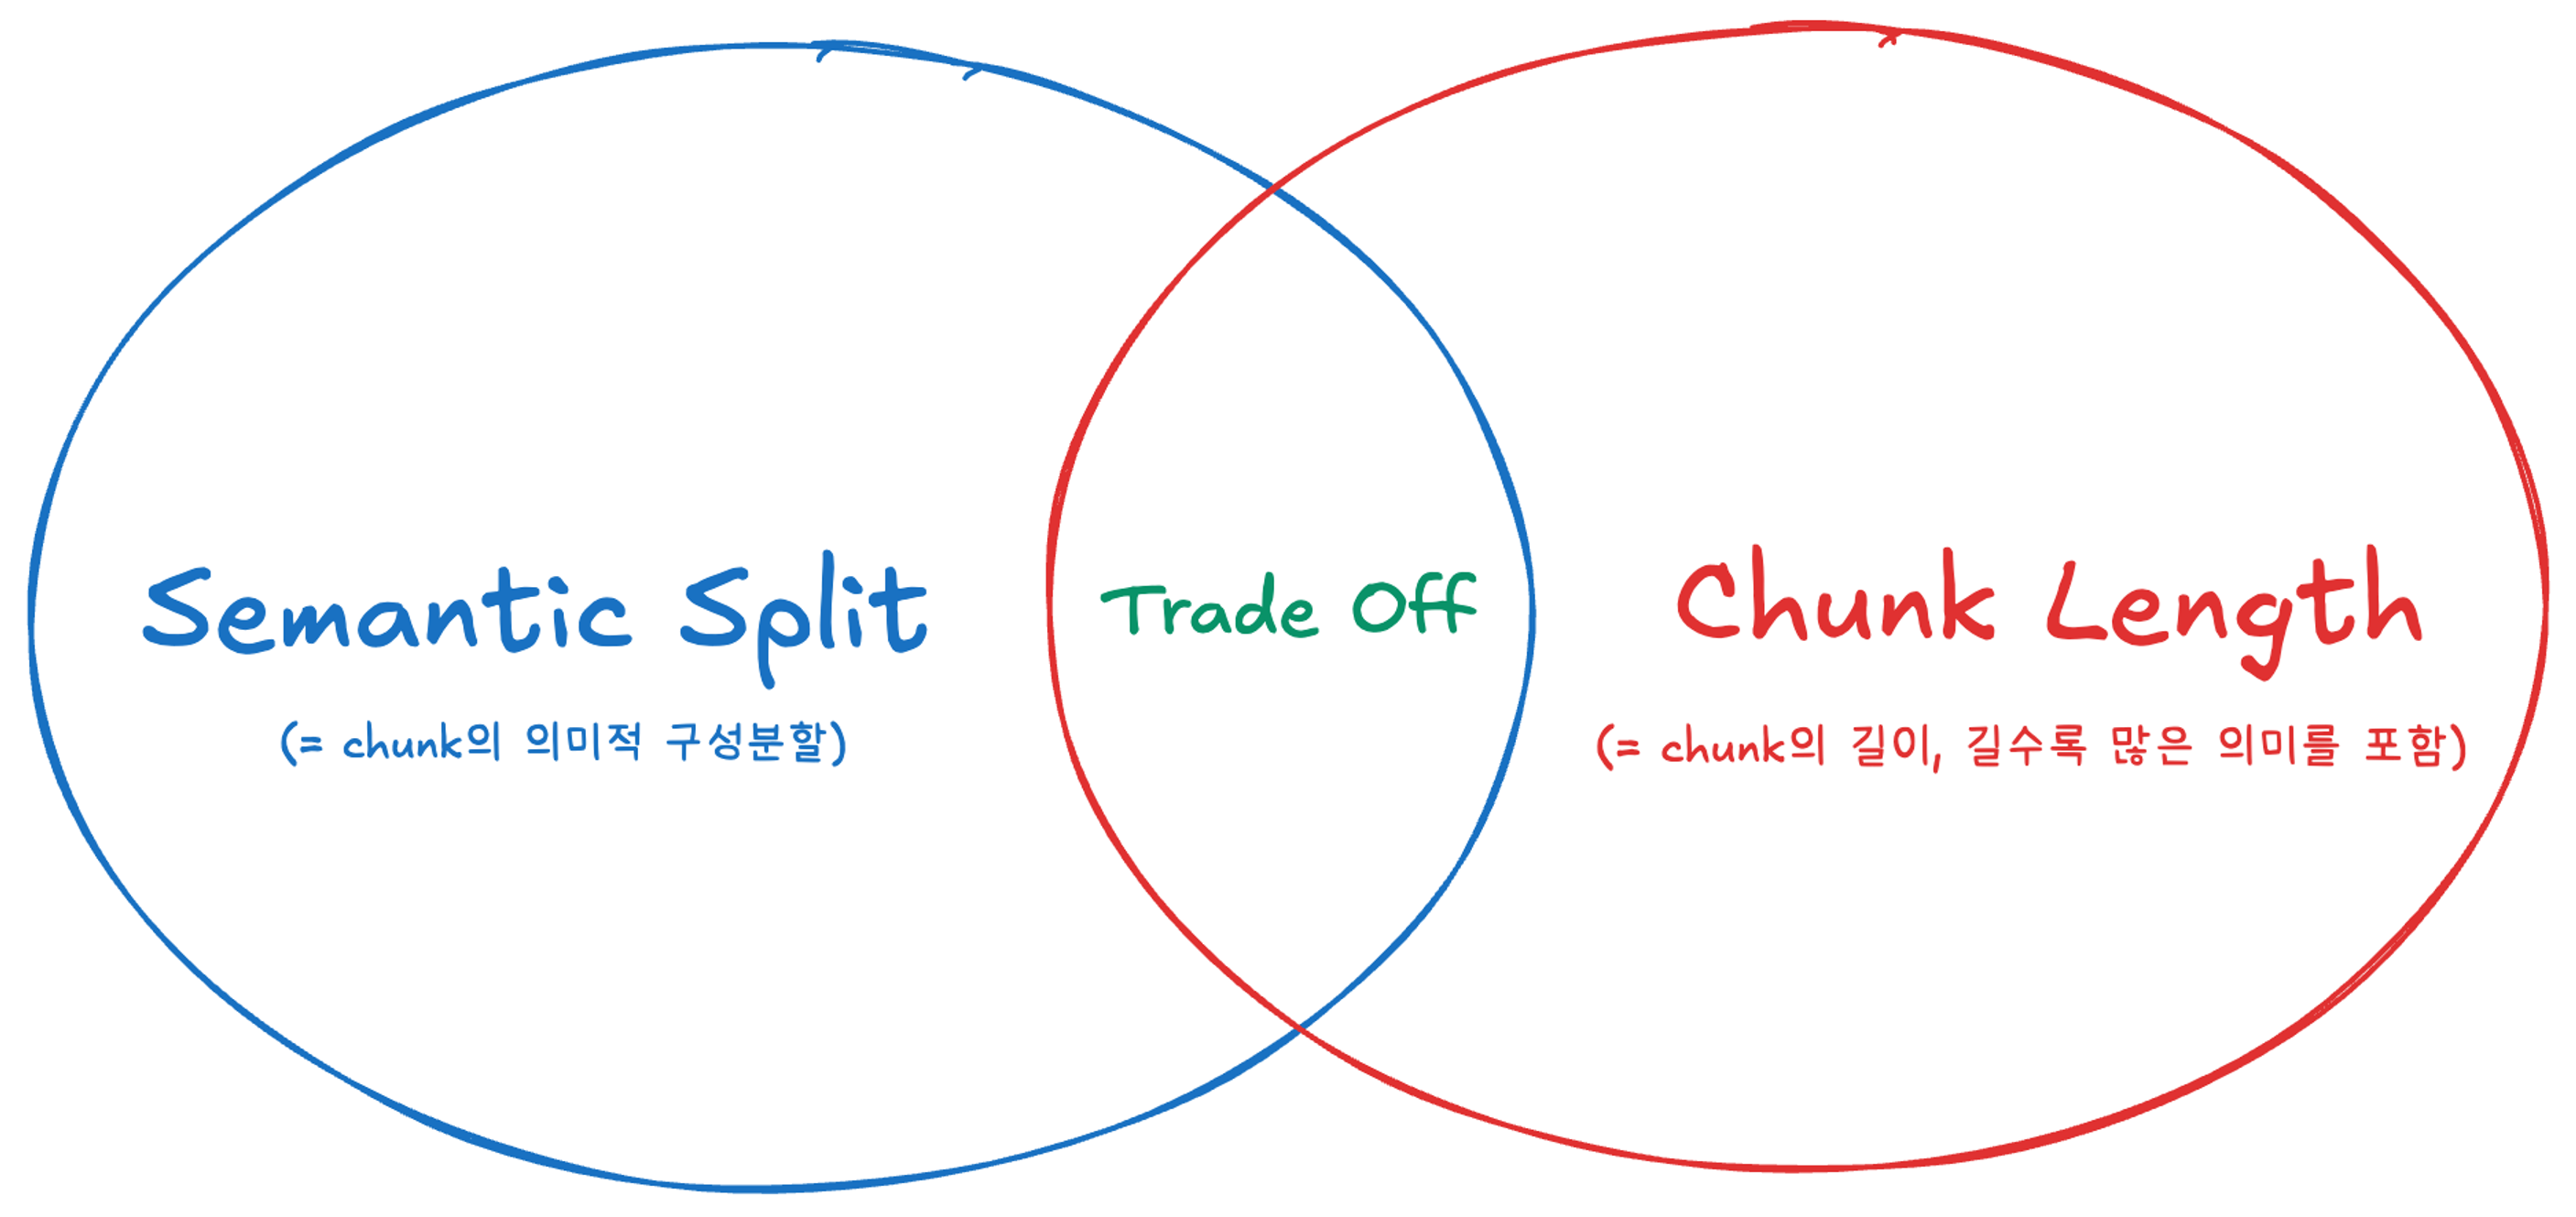 Semantic Split
(= chunk의 의미적 구성분할)
Trade Off
Chunk Length
(= chunk의 길이, 길수록 많은 의미를 포함)